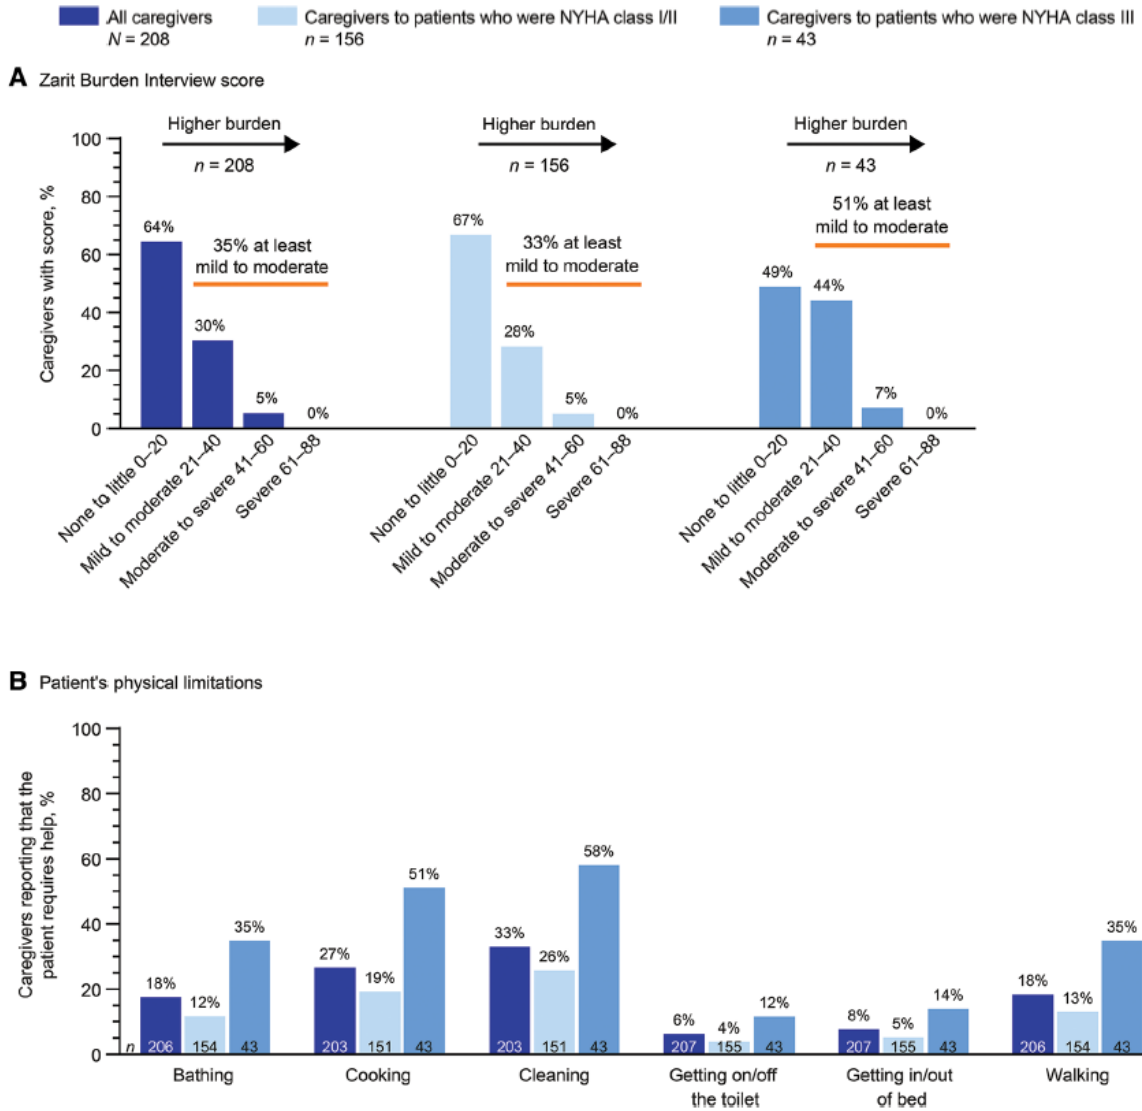 All caregivers
N = 208
Caregivers to patients who were NYHA class I/II
n = 156
Caregivers to patients who were NYHA class III
n = 43
A Zarit Burden Interview score
Higher burden
n = 208
Higher burden
n = 156
Higher burden
n = 43
Caregivers with score, %
100
80
60
40
20
0
64%
30%
5%
0%
35% at least
mild to moderate
67%
28%
5%
0%
33% at least
mild to moderate
49%
44%
7%
0%
51% at least
mild to moderate
None to little 0–20
Mild to moderate 21–40
Moderate to severe 41–60
Severe 61–88
None to little 0–20
Mild to moderate 21–40
Moderate to severe 41–60
Severe 61–88
None to little 0–20
Mild to moderate 21–40
Moderate to severe 41–60
Severe 61–88
B Patient's physical limitations
Caregivers reporting that the
patient requires help, %
100
80
60
40
20
0
18%
12%
35%
27%
19%
51%
33%
26%
58%
6%
4%
12%
8%
5%
14%
18%
13%
35%
n 206 154 43 203 151 43 203 151 43 207 155 43 207 155 43 206 154 43
Bathing
Cooking
Cleaning
Getting on/off
the toilet
Getting in/out
of bed
Walking